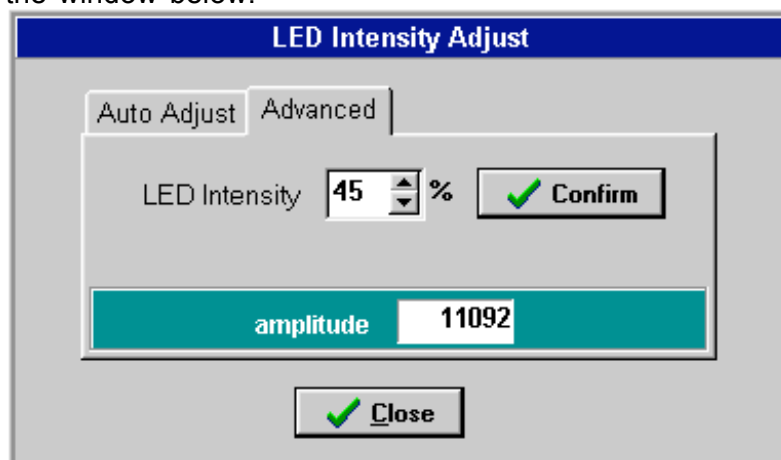 the window below.
LED Intensity Adjust
Auto Adjust Advanced
LED Intensity 45 % Confirm
amplitude 11092
Close